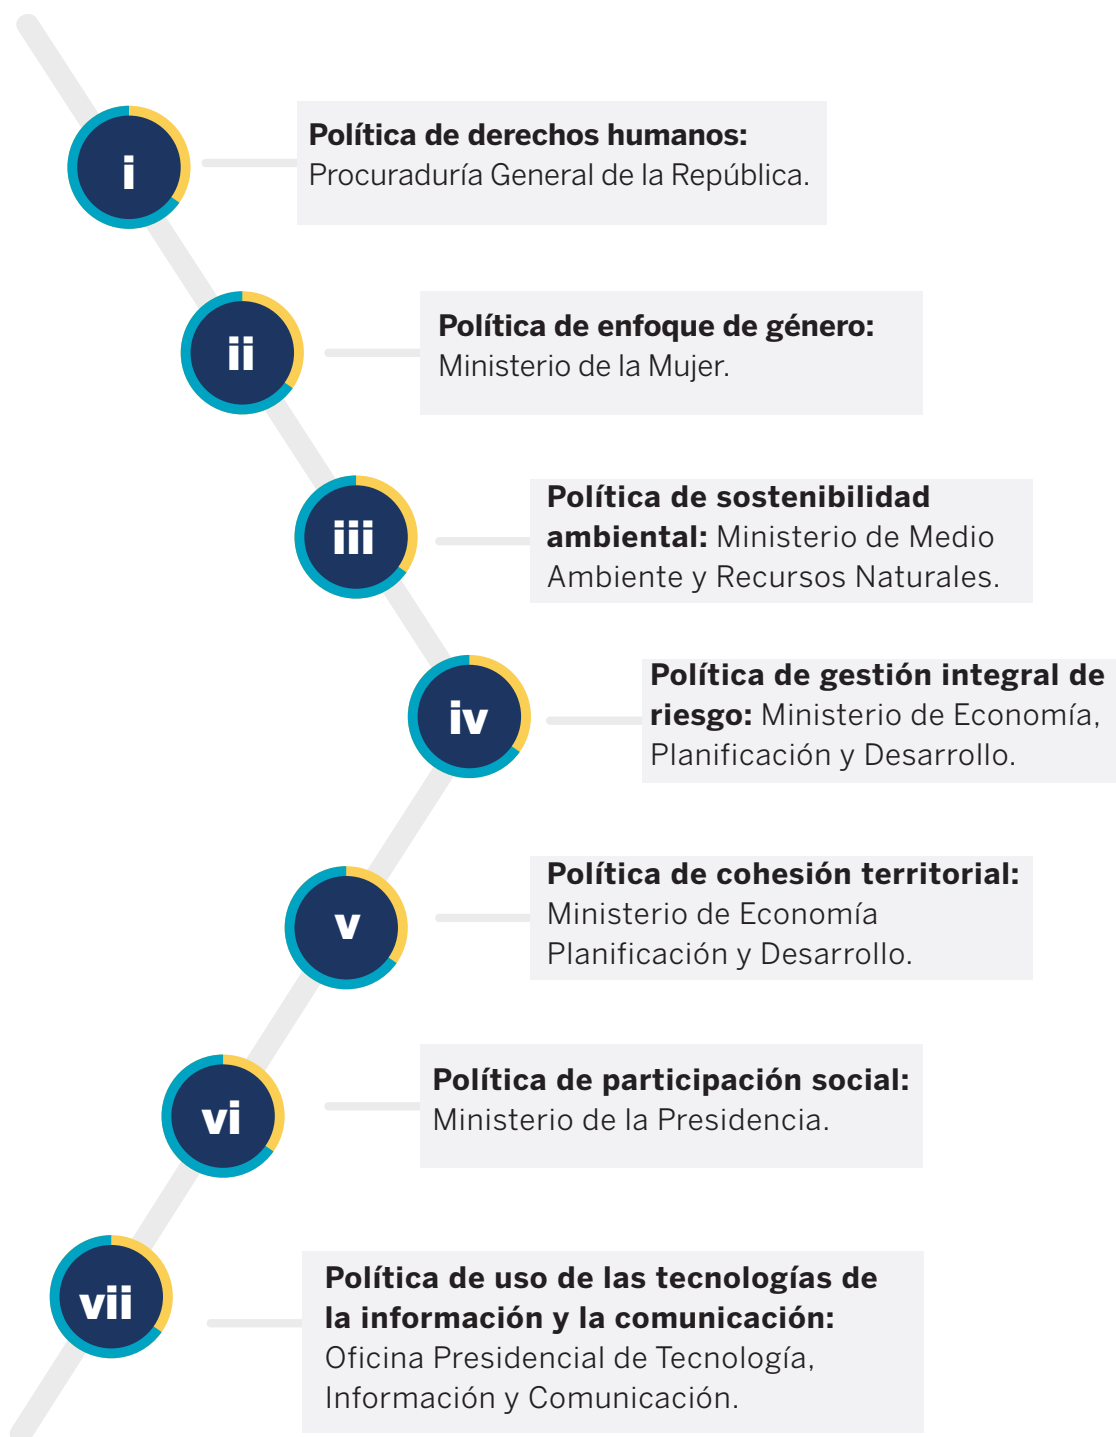 i
Política de derechos humanos:
Procuraduría General de la República.
ii
Política de enfoque de género:
Ministerio de la Mujer.
iii
Política de sostenibilidad
ambiental: Ministerio de Medio
Ambiente y Recursos Naturales.
iv
Política de gestión integral de
riesgo: Ministerio de Economía,
Planificación y Desarrollo.
v
Política de cohesión territorial:
Ministerio de Economía
Planificación y Desarrollo.
vi
Política de participación social:
Ministerio de la Presidencia.
vii
Política de uso de las tecnologías de
la información y la comunicación:
Oficina Presidencial de Tecnología,
Información y Comunicación.